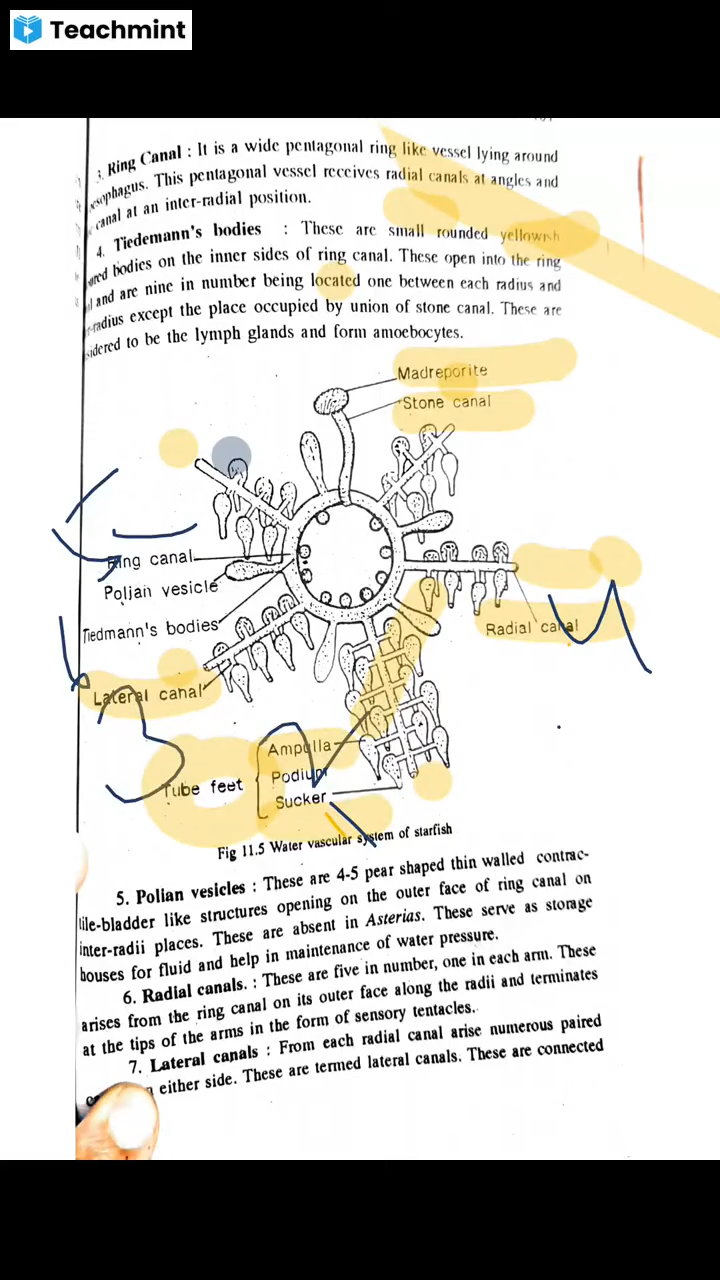 Teachmint
3. Ring Canal : It is a wide pentagonal ring like vessel lying around
oesophagus. This pentagonal vessel receives radial canals at angles and
canal at an inter-radial position.
4. Tiedemann's bodies : These are small rounded yellowish
bodies on the inner sides of ring canal. These open into the ring
and are nine in number being located one between each radius and
-radius except the place occupied by union of stone canal. These are
sidered to be the lymph glands and form amoebocytes.
Madreporite
Stone canal
Ring canal
Polian vesicle
Tiedmann's bodies
Radial canal
4
Lateral canal
3
Ampulla
Tube feet
Podium
Sucker
Fig 11.5 Water vascular system of starfish
5. Polian vesicles : These are 4-5 pear shaped thin walled contrac-
tile-bladder like structures opening on the outer face of ring canal on
inter-radii places. These are absent in Asterias. These serve as storage
houses for fluid and help in maintenance of water pressure.
6. Radial canals. : These are five in number, one in each arm. These
arises from the ring canal on its outer face along the radii and terminates
at the tips of the arms in the form of sensory tentacles.
7. Lateral canals : From each radial canal arise numerous paired
either side. These are termed lateral canals. These are connected